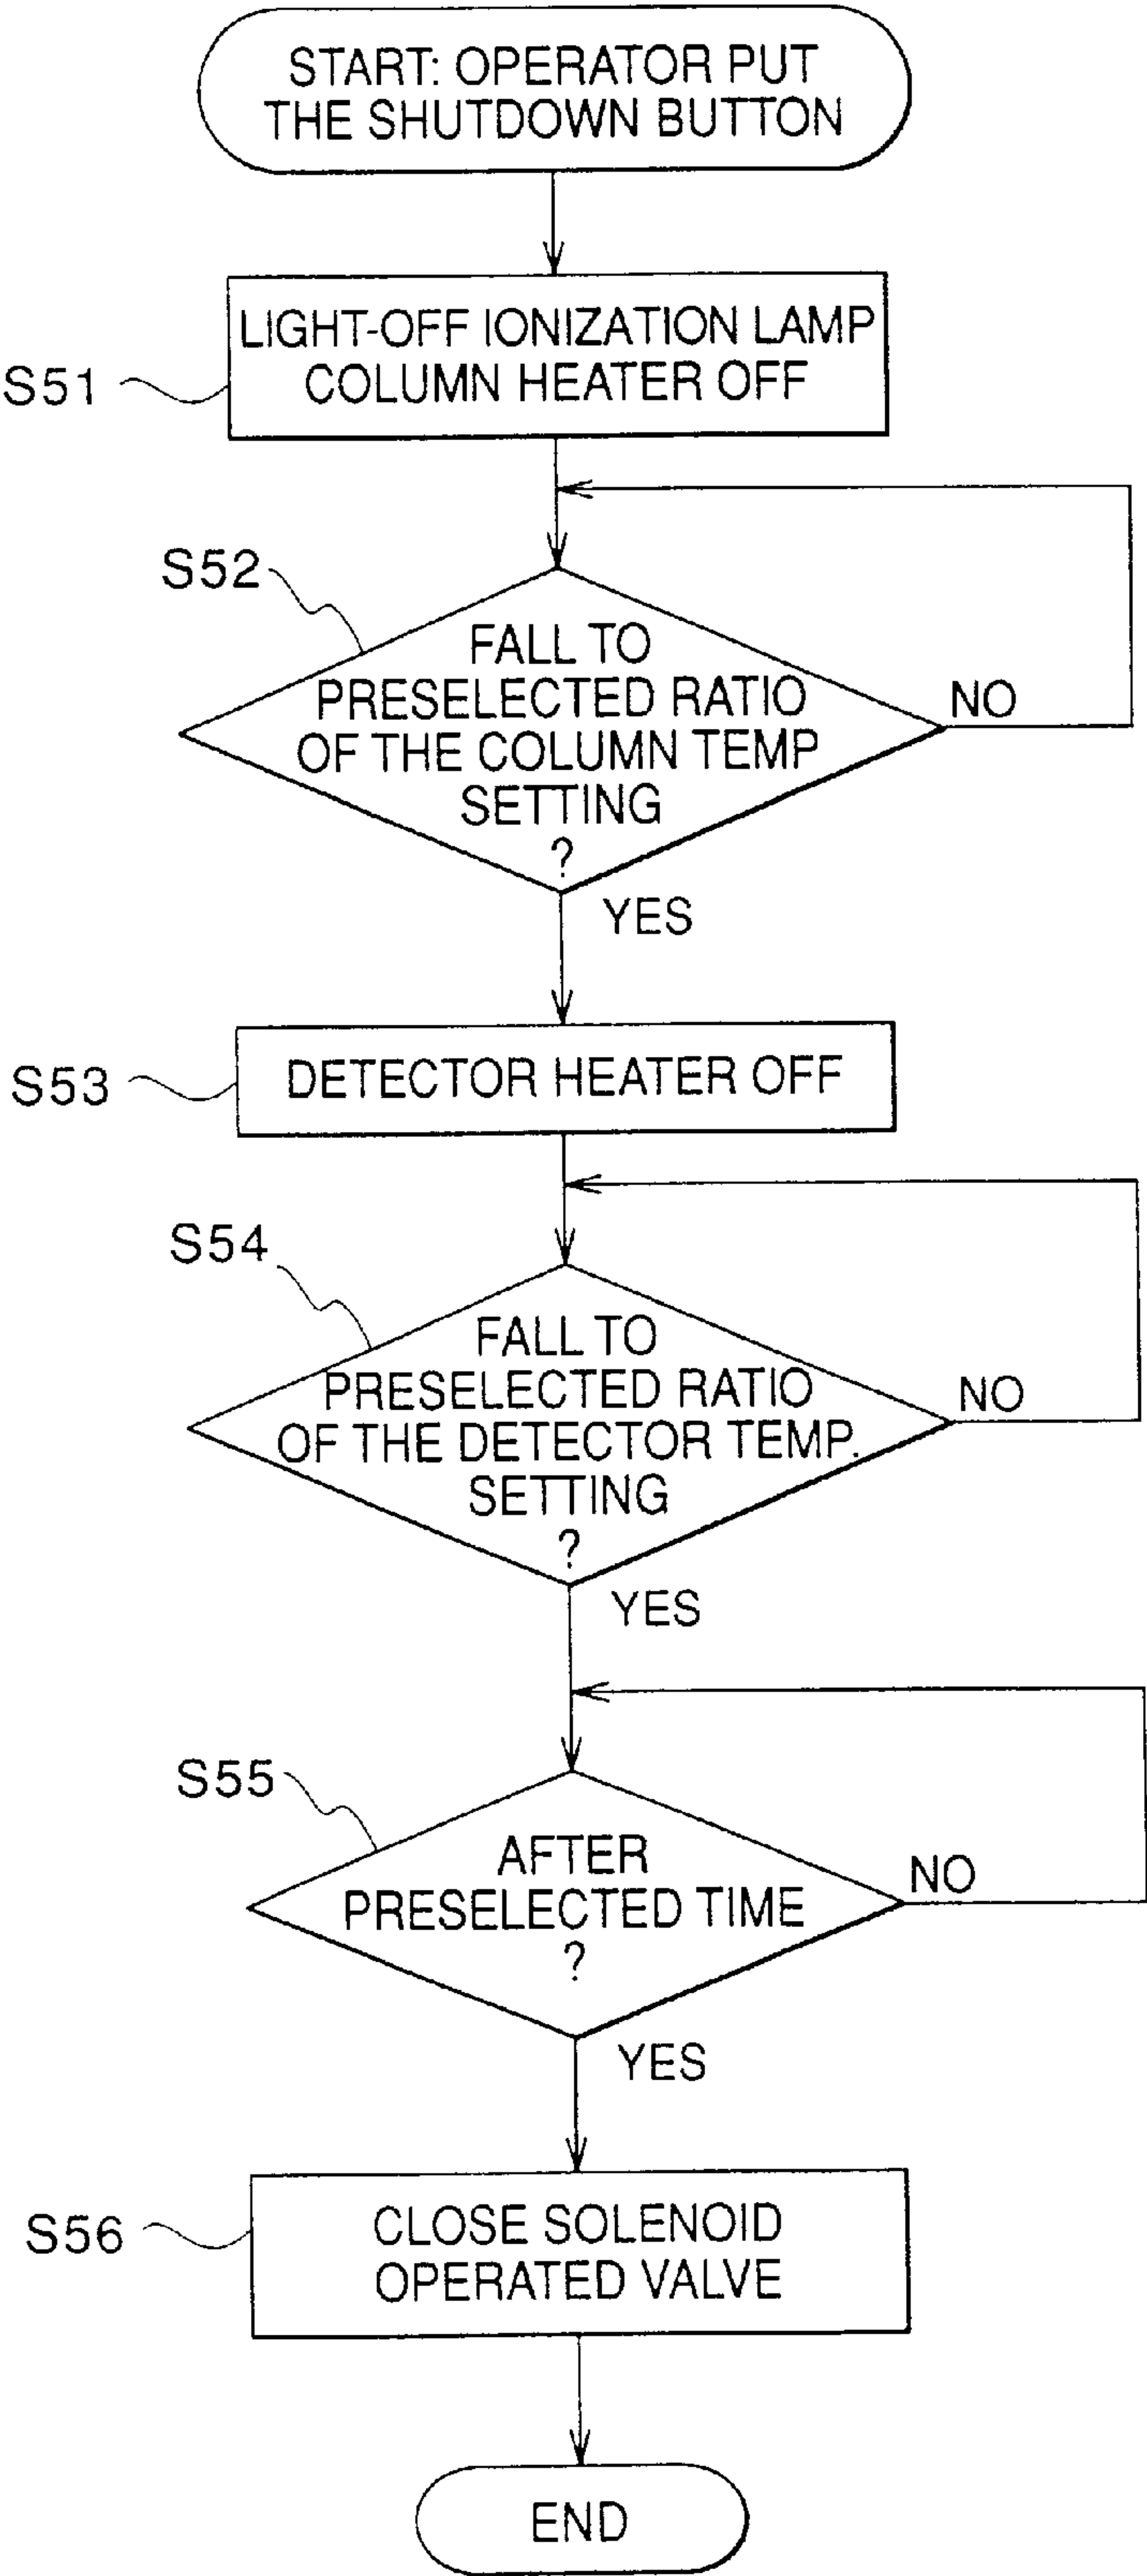 START: OPERATOR PUT
THE SHUTDOWN BUTTON
LIGHT-OFF IONIZATION LAMP
COLUMN HEATER OFF
S51
S52
FALL TO
PRESELECTED RATIO
OF THE COLUMN TEMP
SETTING
?
NO
YES
S53
DETECTOR HEATER OFF
S54
FALL TO
PRESELECTED RATIO
OF THE DETECTOR TEMP.
SETTING
?
NO
YES
S55
AFTER
PRESELECTED TIME
?
NO
YES
S56
CLOSE SOLENOID
OPERATED VALVE
END